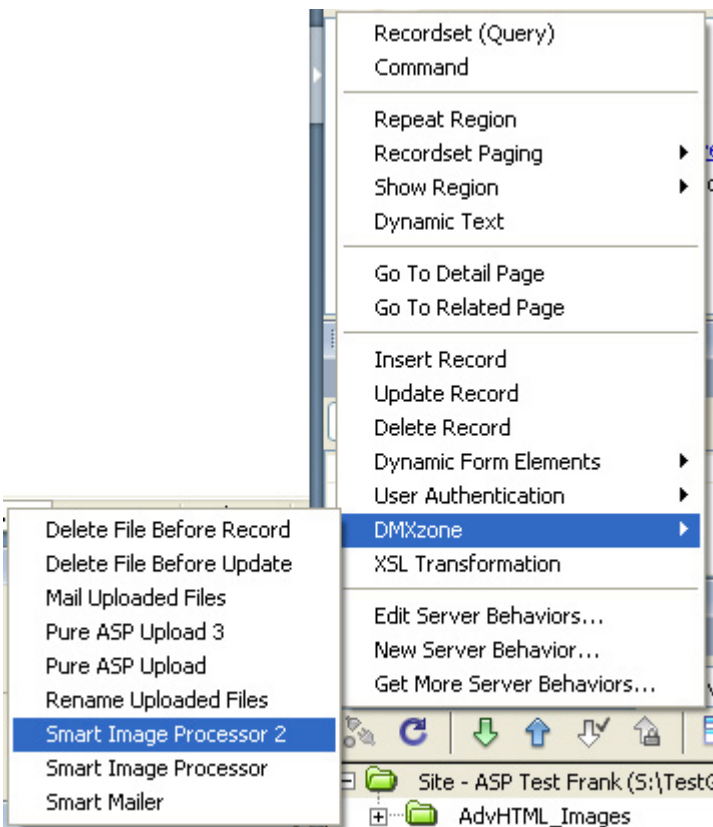 Recordset (Query)
Command
Repeat Region
Recordset Paging
Show Region
Dynamic Text
Go To Detail Page
Go To Related Page
Insert Record
Update Record
Delete Record
Dynamic Form Elements
User Authentication
DMXzone
XSL Transformation
Edit Server Behaviors...
New Server Behavior...
Get More Server Behaviors...
Delete File Before Record
Delete File Before Update
Mail Uploaded Files
Pure ASP Upload 3
Pure ASP Upload
Rename Uploaded Files
Smart Image Processor 2
Smart Image Processor
Smart Mailer
Site - ASP Test Frank (S:\Test
AdvHTML_Images